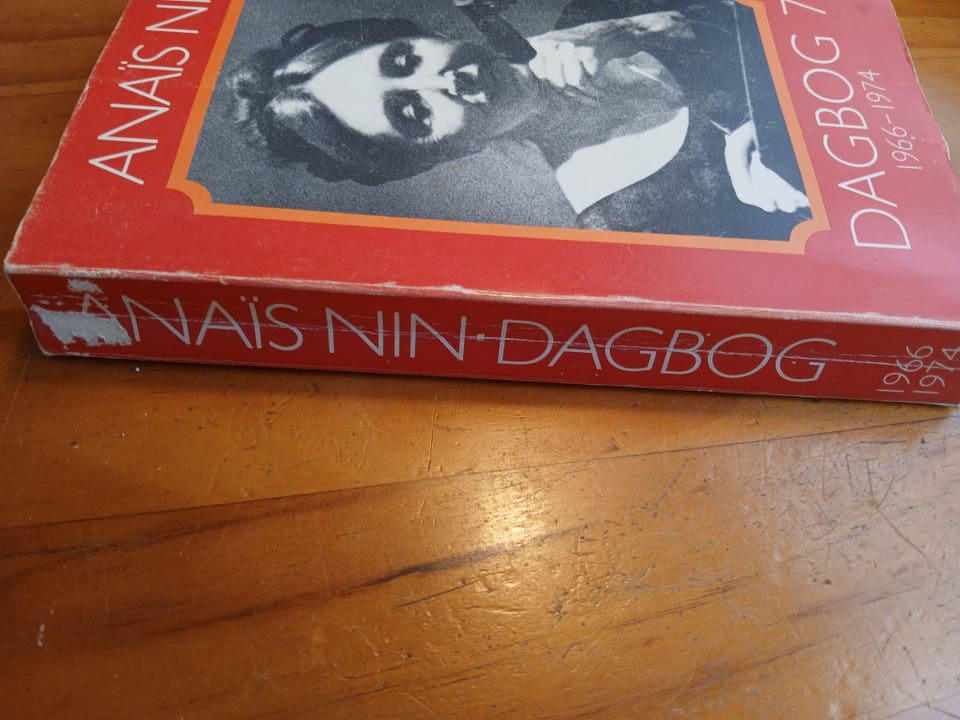 ANAÏS NI
DAGBOG 7
1966-1974
ANAÏS NIN · DAGBOG
1966
1974